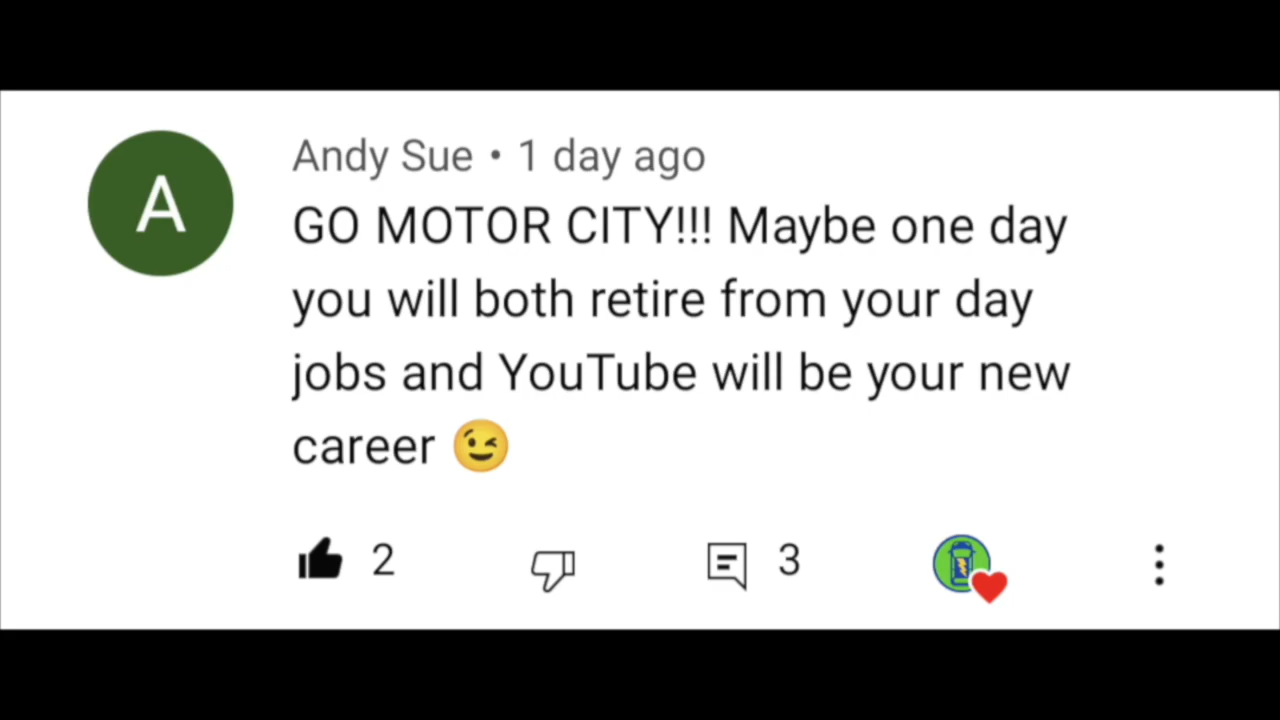 A
Andy Sue • 1 day ago
GO MOTOR CITY!!! Maybe one day
you will both retire from your day
jobs and YouTube will be your new
career 😉
2 3